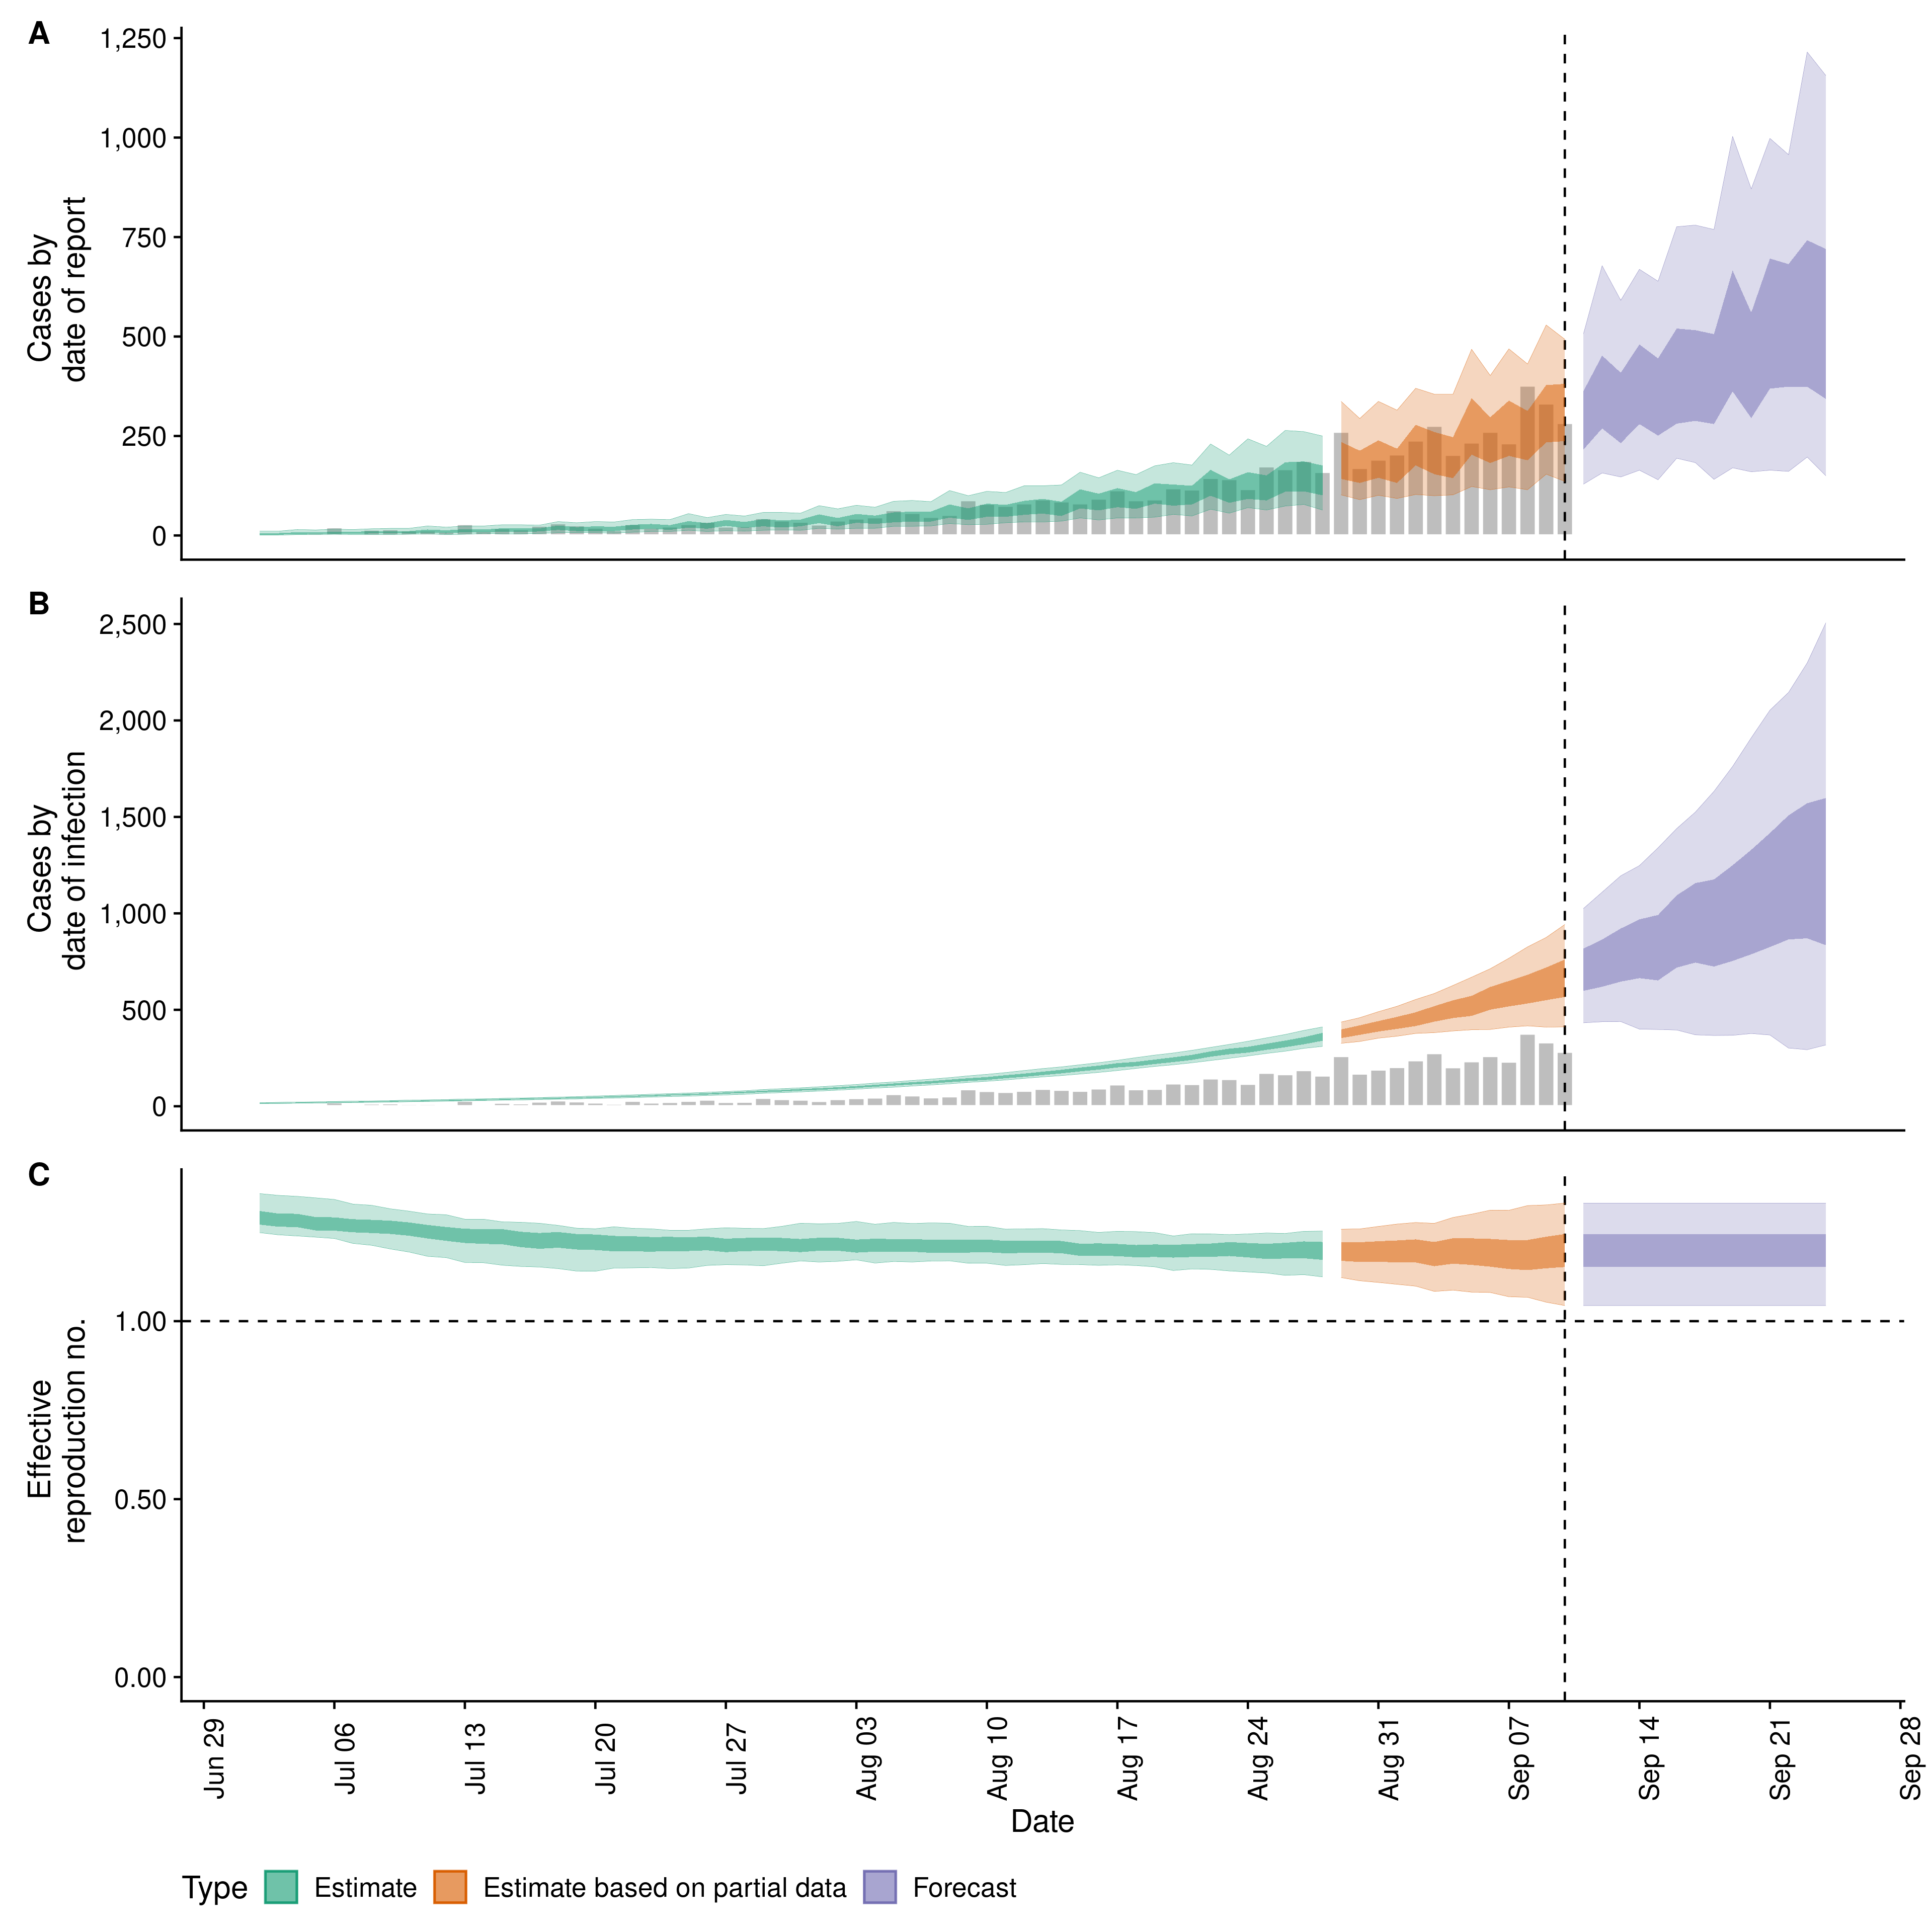 A
1,250
1,000
750
500
250
0
Cases by
date of report
B
2,500
2,000
1,500
1,000
500
0
Cases by
date of infection
C
1.00
0.50
0.00
Effective
reproduction no.
Jun 29
Jul 06
Jul 13
Jul 20
Jul 27
Aug 03
Aug 10
Aug 17
Aug 24
Aug 31
Sep 07
Sep 14
Sep 21
Sep 28
Date
Type Estimate Estimate based on partial data Forecast